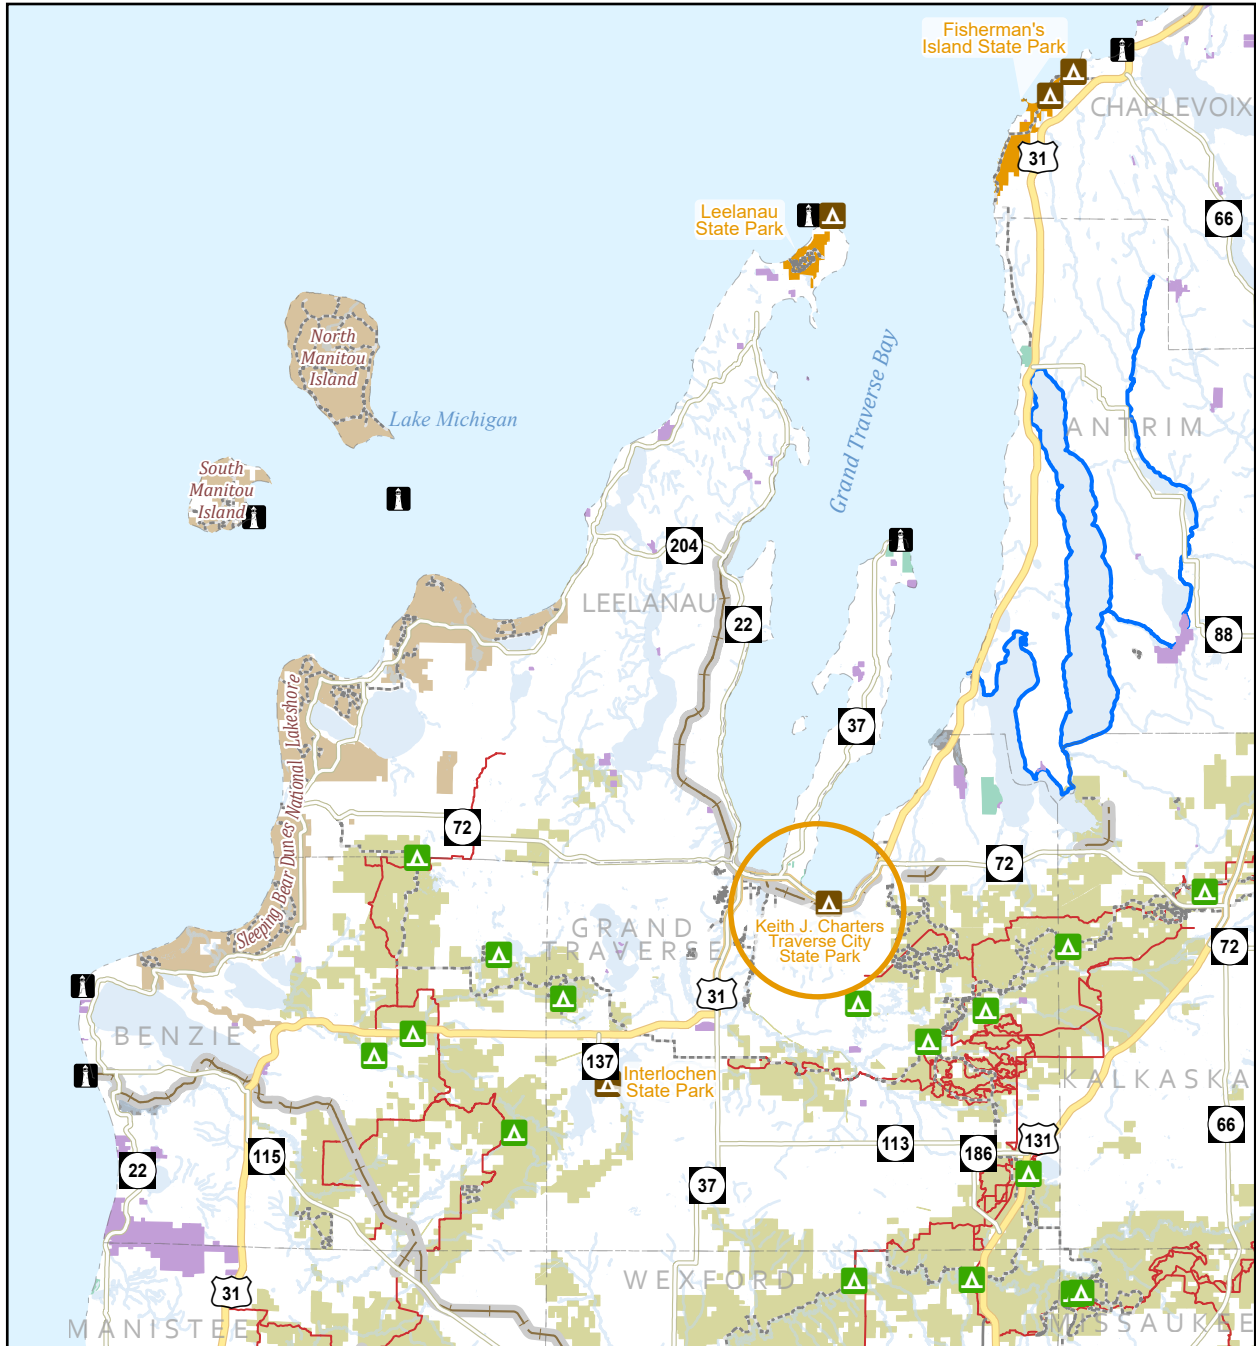 Fisherman's
Island State Park
CHARLEVOIX
31
66
Leelanau
State Park
North
Manitou
Island
Lake Michigan
Grand Traverse Bay
ANTRIM
South
Manitou
Island
204
LEELANAU
22
88
37
Sleeping Bear Dunes National Lakeshore
72
72
GRAND
TRAVERSE
Keith J. Charters
Traverse City
State Park
72
31
BENZIE
137
Interlochen
State Park
KALKASKA
66
131
113
186
115
22
37
WEXFORD
31
MANISTEE
MISSAUKEE